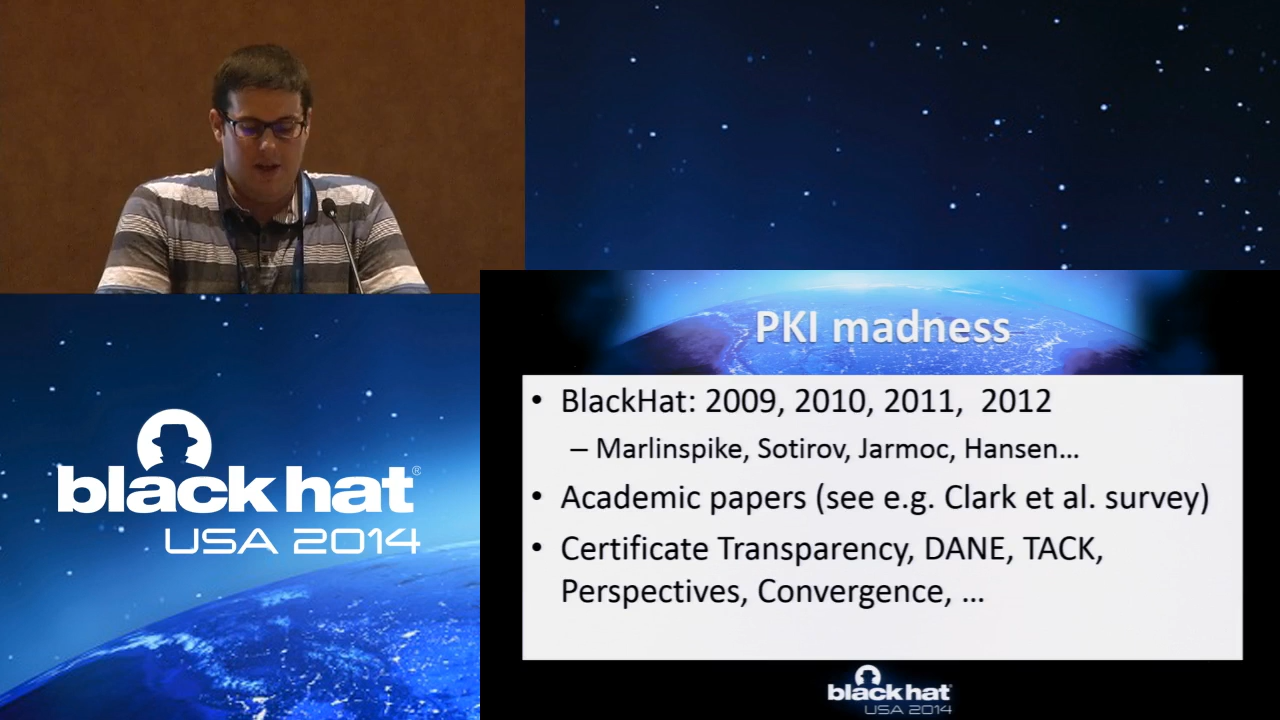 black hat®
USA 2014
PKI madness
• BlackHat: 2009, 2010, 2011, 2012
– Marlinspike, Sotirov, Jarmoc, Hansen…
• Academic papers (see e.g. Clark et al. survey)
• Certificate Transparency, DANE, TACK,
Perspectives, Convergence, …
black hat®
USA 2014